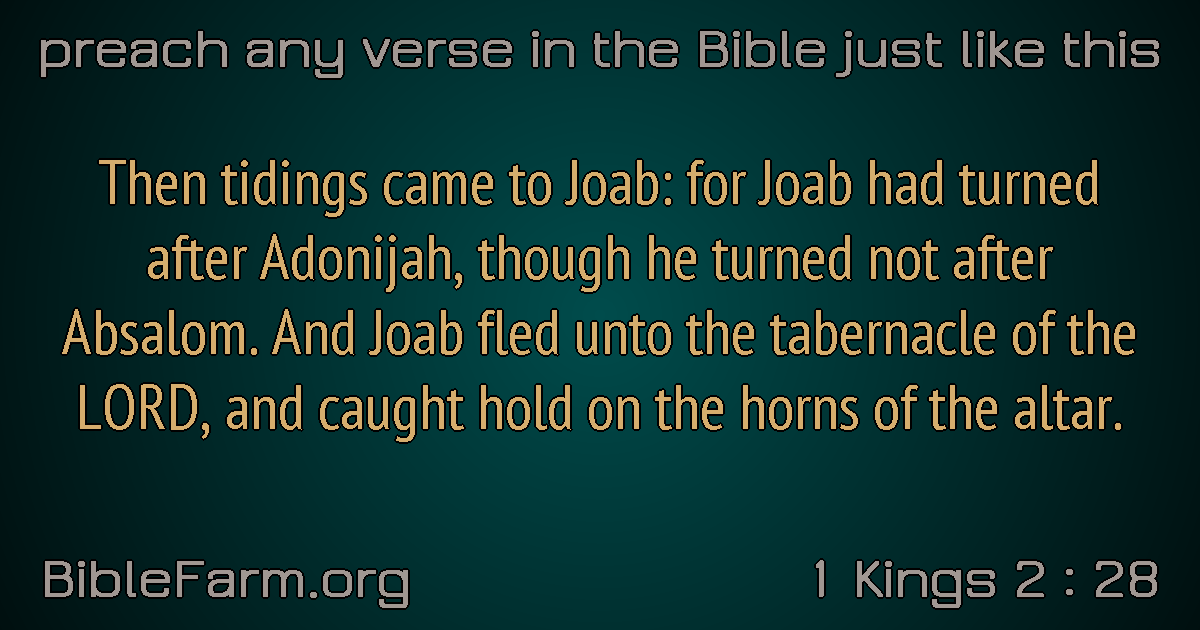 preach any verse in the Bible just like this
Then tidings came to Joab: for Joab had turned
after Adonijah, though he turned not after
Absalom. And Joab fled unto the tabernacle of the
LORD, and caught hold on the horns of the altar.
BibleFarm.org
1 Kings 2 : 28